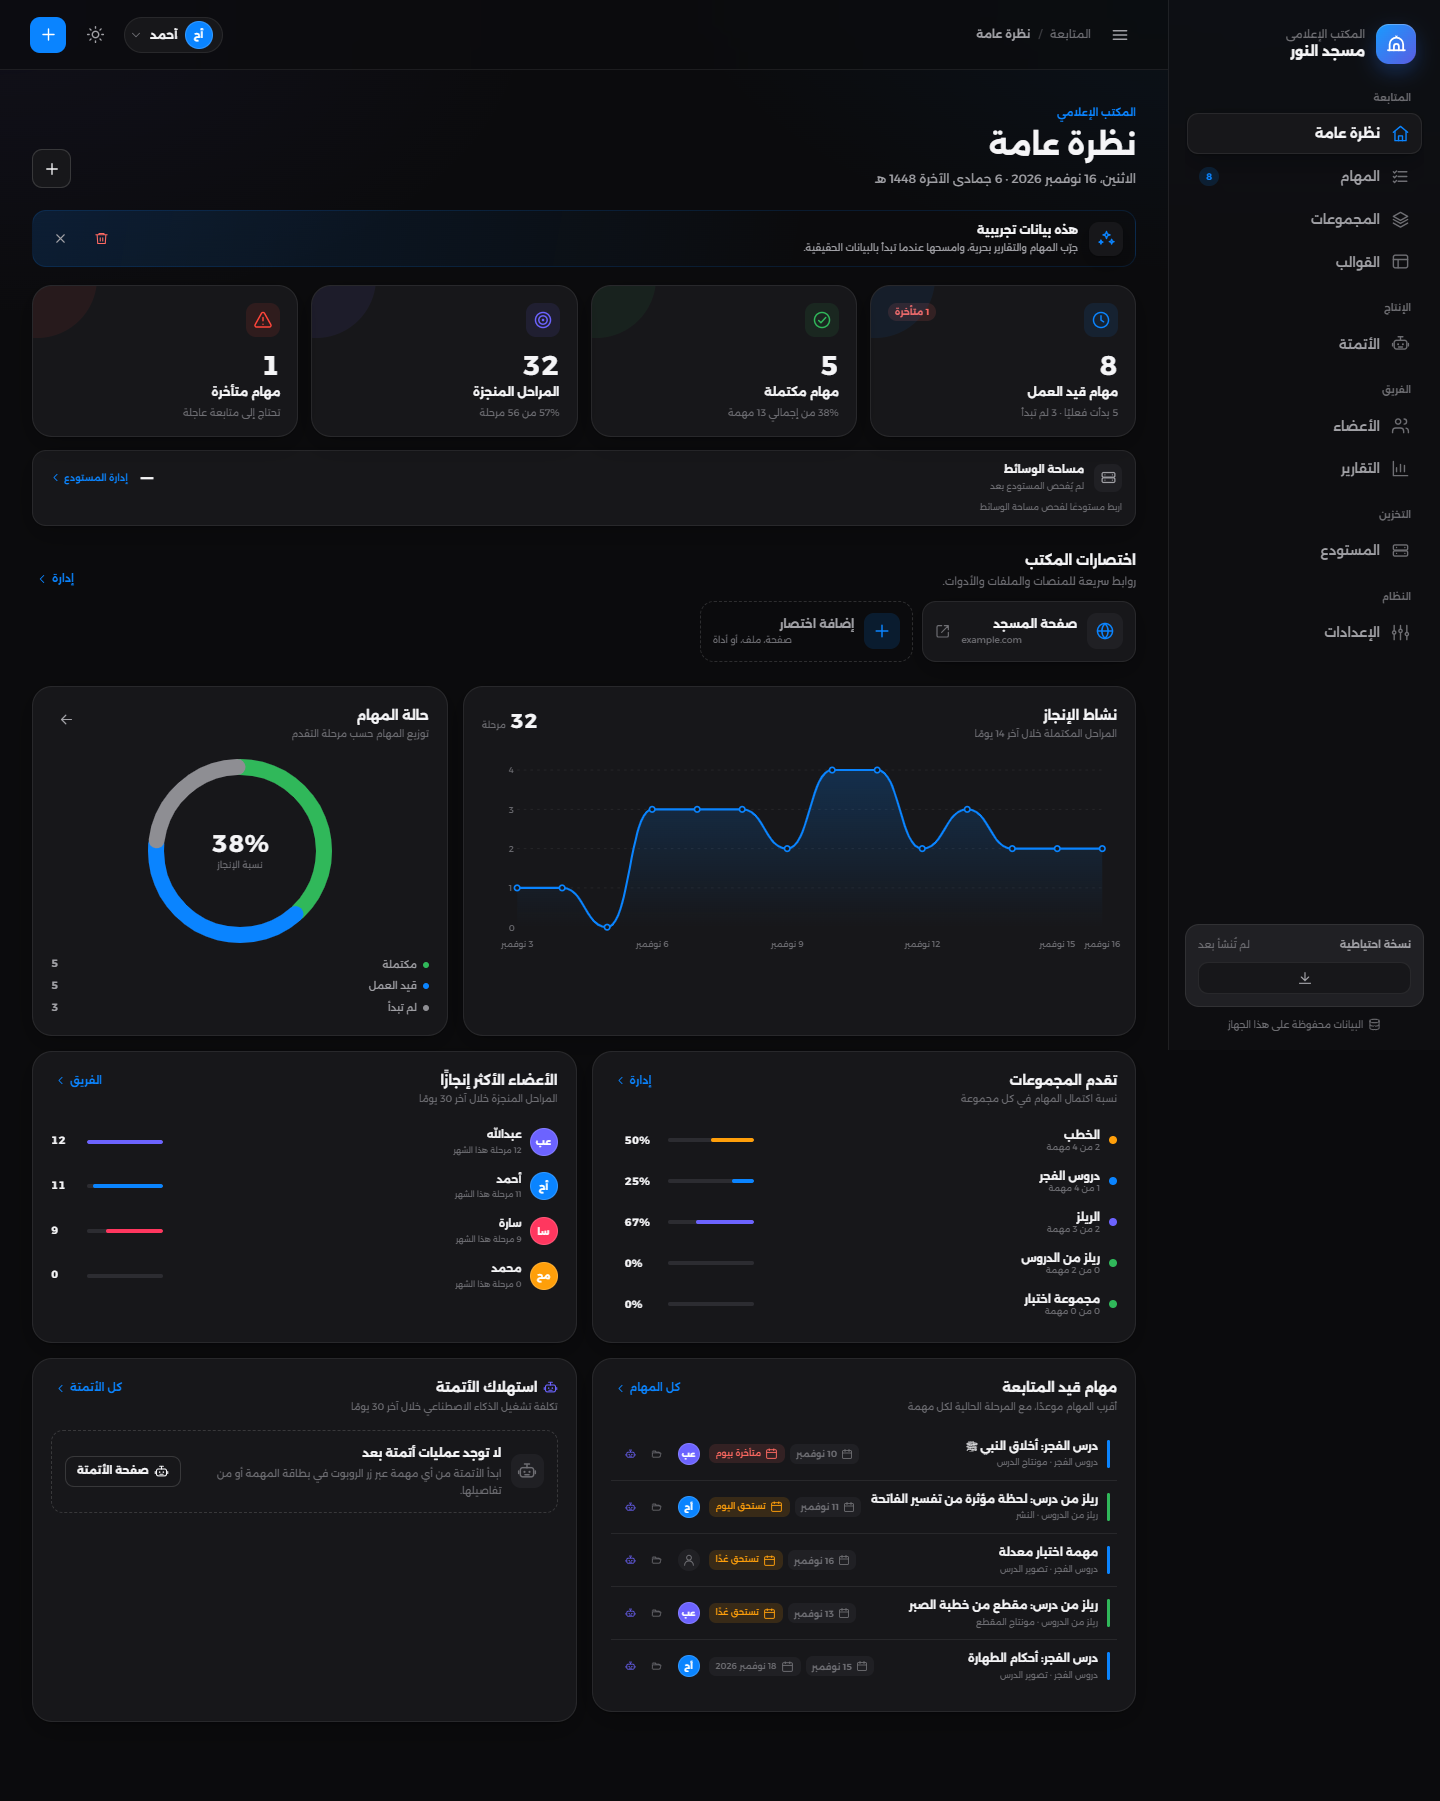 المكتب الإعلامي
مسجد النور
المتابعة
نظرة عامة
المهام 8
المجموعات
القوالب
الإنتاج
الأتمتة
الفريق
الأعضاء
التقارير
التخزين
المستودع
النظام
الإعدادات
نسخة احتياطية لم تُنشأ بعد
البيانات محفوظة على هذا الجهاز
المتابعة / نظرة عامة
أح أحمد
المكتب الإعلامي
نظرة عامة
الاثنين، 16 نوفمبر 2026 · 6 جمادى الآخرة 1448 هـ
هذه بيانات تجريبية
جرّب المهام والتقارير بحرية، وامسحها عندما تبدأ بالبيانات الحقيقية.
1 متأخرة
8
مهام قيد العمل
5 بدأت فعليًا · 3 لم تبدأ
5
مهام مكتملة
38% من إجمالي 13 مهمة
32
المراحل المنجزة
57% من 56 مرحلة
1
مهام متأخرة
تحتاج إلى متابعة عاجلة
مساحة الوسائط
لم يُفحص المستودع بعد
— إدارة المستودع
اربط مستودعًا لفحص مساحة الوسائط
اختصارات المكتب
روابط سريعة للمنصات والملفات والأدوات.
إدارة
صفحة المسجد
example.com
إضافة اختصار
صفحة، ملف، أو أداة
نشاط الإنجاز
المراحل المكتملة خلال آخر 14 يومًا
32 مرحلة
4
3
2
1
0
3 نوفمبر 6 نوفمبر 9 نوفمبر 12 نوفمبر 15 نوفمبر 16 نوفمبر
حالة المهام
توزيع المهام حسب مرحلة التقدم
38%
نسبة الإنجاز
مكتملة 5
قيد العمل 5
لم تبدأ 3
تقدم المجموعات
نسبة اكتمال المهام في كل مجموعة
إدارة
الخطب
2 من 4 مهمة
50%
دروس الفجر
1 من 4 مهمة
25%
الريلز
2 من 3 مهمة
67%
ريلز من الدروس
0 من 2 مهمة
0%
مجموعة اختبار
0 من 0 مهمة
0%
الأعضاء الأكثر إنجازًا
المراحل المنجزة خلال آخر 30 يومًا
الفريق
عب عبدالله
12 مرحلة هذا الشهر
12
أح أحمد
11 مرحلة هذا الشهر
11
سا سارة
9 مرحلة هذا الشهر
9
مح محمد
0 مرحلة هذا الشهر
0
مهام قيد المتابعة
أقرب المهام موعدًا، مع المرحلة الحالية لكل مهمة
كل المهام
درس الفجر: أخلاق النبي ﷺ
دروس الفجر · مونتاج الدرس
10 نوفمبر متأخرة بيوم عب
ريلز من درس: لحظة مؤثرة من تفسير الفاتحة
ريلز من الدروس · النشر
11 نوفمبر تستحق اليوم أح
مهمة اختبار معدلة
دروس الفجر · تصوير الدرس
16 نوفمبر تستحق غدًا
ريلز من درس: مقطع من خطبة الصبر
ريلز من الدروس · مونتاج المقطع
13 نوفمبر تستحق غدًا عب
درس الفجر: أحكام الطهارة
دروس الفجر · تصوير الدرس
15 نوفمبر 18 نوفمبر 2026 أح
استهلاك الأتمتة
تكلفة تشغيل الذكاء الاصطناعي خلال آخر 30 يومًا
كل الأتمتة
لا توجد عمليات أتمتة بعد
ابدأ الأتمتة من أي مهمة عبر زر الروبوت في بطاقة المهمة أو من
تفاصيلها.
صفحة الأتمتة